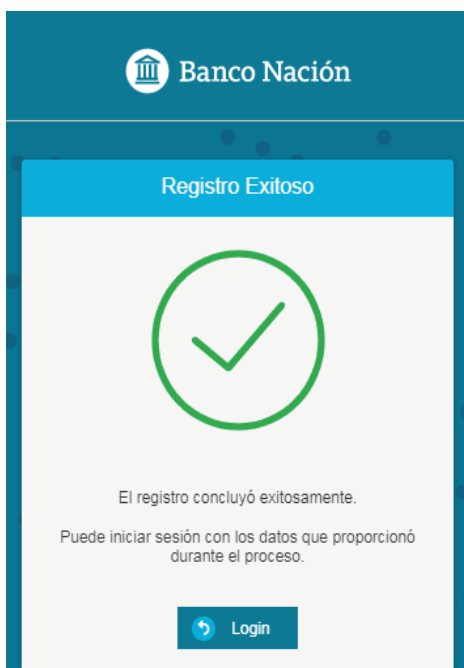 Banco Nación
Registro Exitoso
El registro concluyó exitosamente.
Puede iniciar sesión con los datos que proporcionó
durante el proceso.
Login